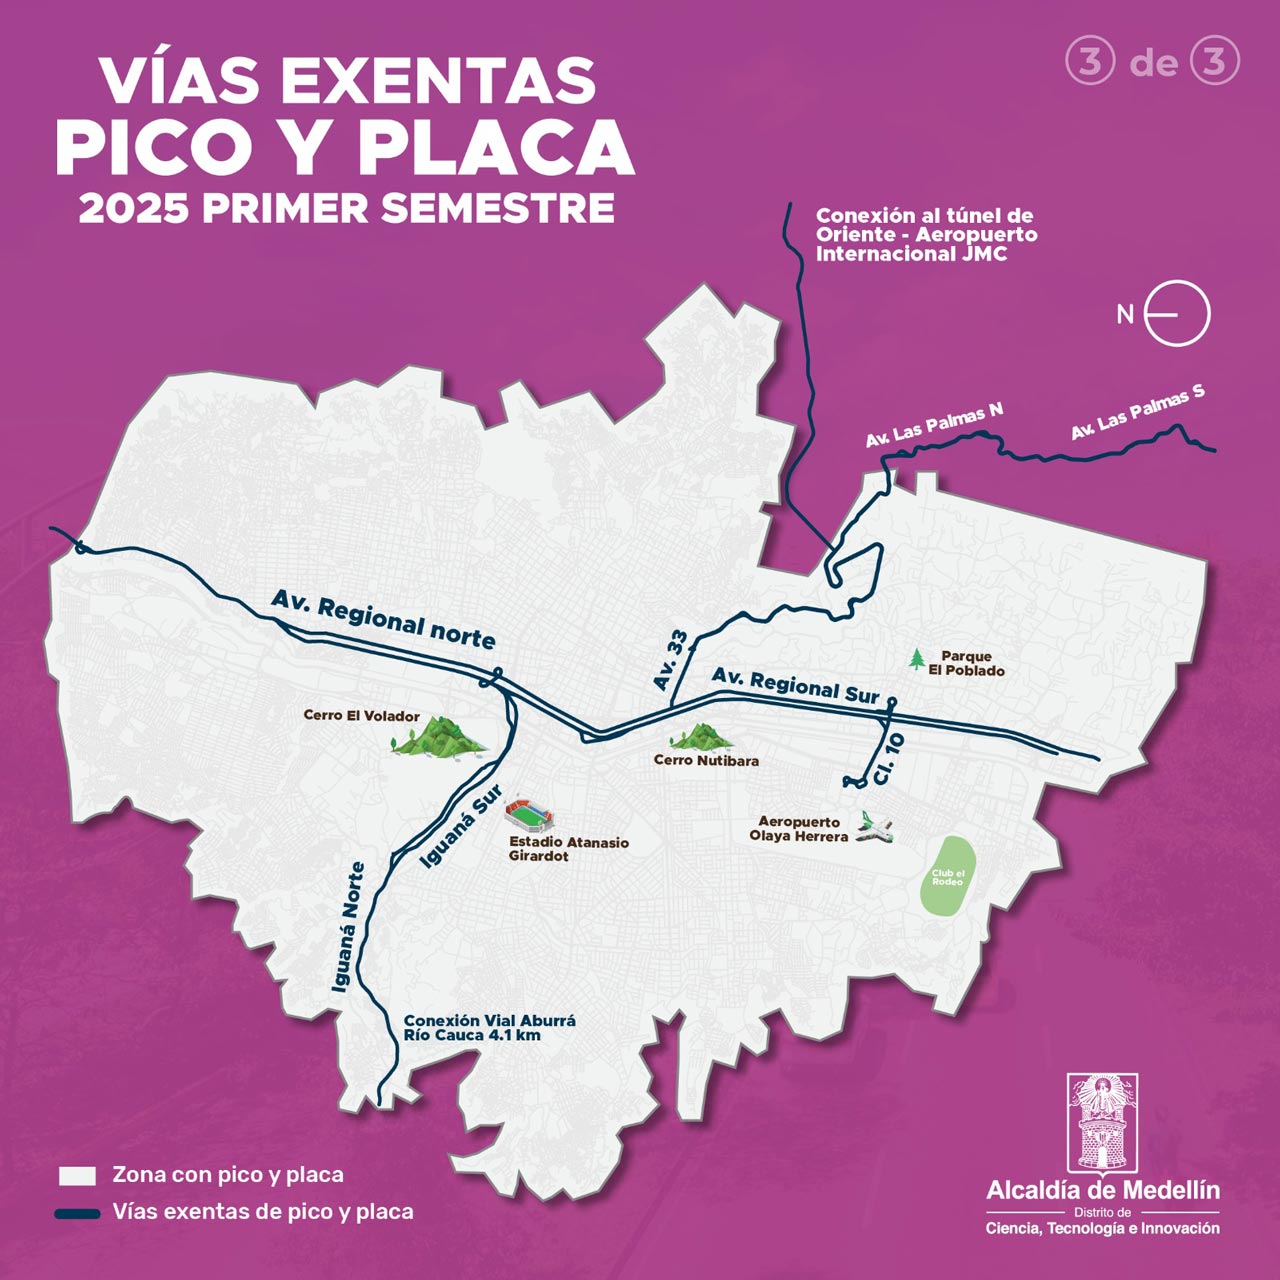 VÍAS EXENTAS
PICO Y PLACA
2025 PRIMER SEMESTRE
3 de 3
Conexión al túnel de
Oriente - Aeropuerto
Internacional JMC
N
Av. Las Palmas N
Av. Las Palmas S
Av. Regional norte
Av. 33
Parque
El Poblado
Av. Regional Sur
Cerro El Volador
Cerro Nutibara
Cl. 10
Iguaná Sur
Estadio Atanasio
Girardot
Aeropuerto
Olaya Herrera
Club el
Rodeo
Iguaná Norte
Conexión Vial Aburrá
Río Cauca 4.1 km
Zona con pico y placa
Vías exentas de pico y placa
Alcaldía de Medellín
Distrito de
Ciencia, Tecnología e Innovación